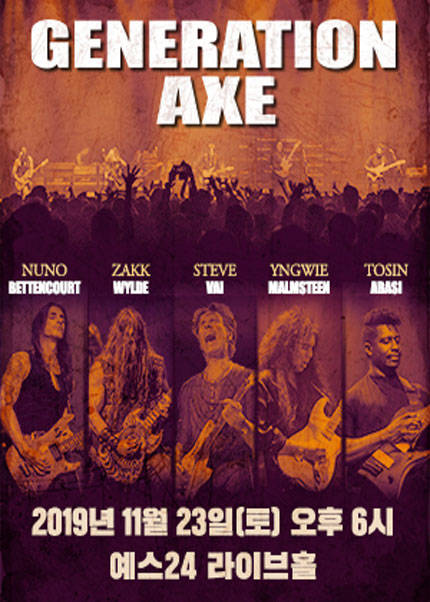 GENERATION
AXE
NUNO
BETTENCOURT
ZAKK
WYLDE
STEVE
VAI
YNGWIE
MALMSTEEN
TOSIN
ABASI
2019년 11월 23일(토) 오후 6시
예스24 라이브홀